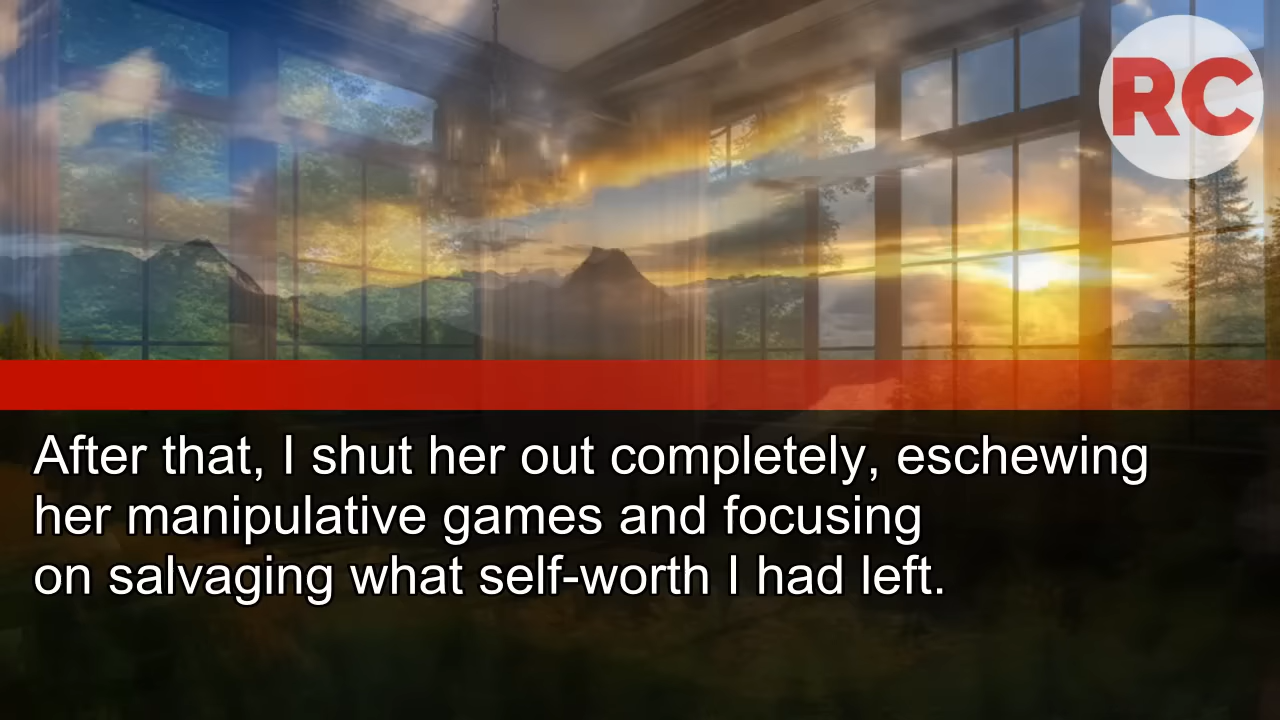 RC
After that, I shut her out completely, eschewing
her manipulative games and focusing
on salvaging what self-worth I had left.